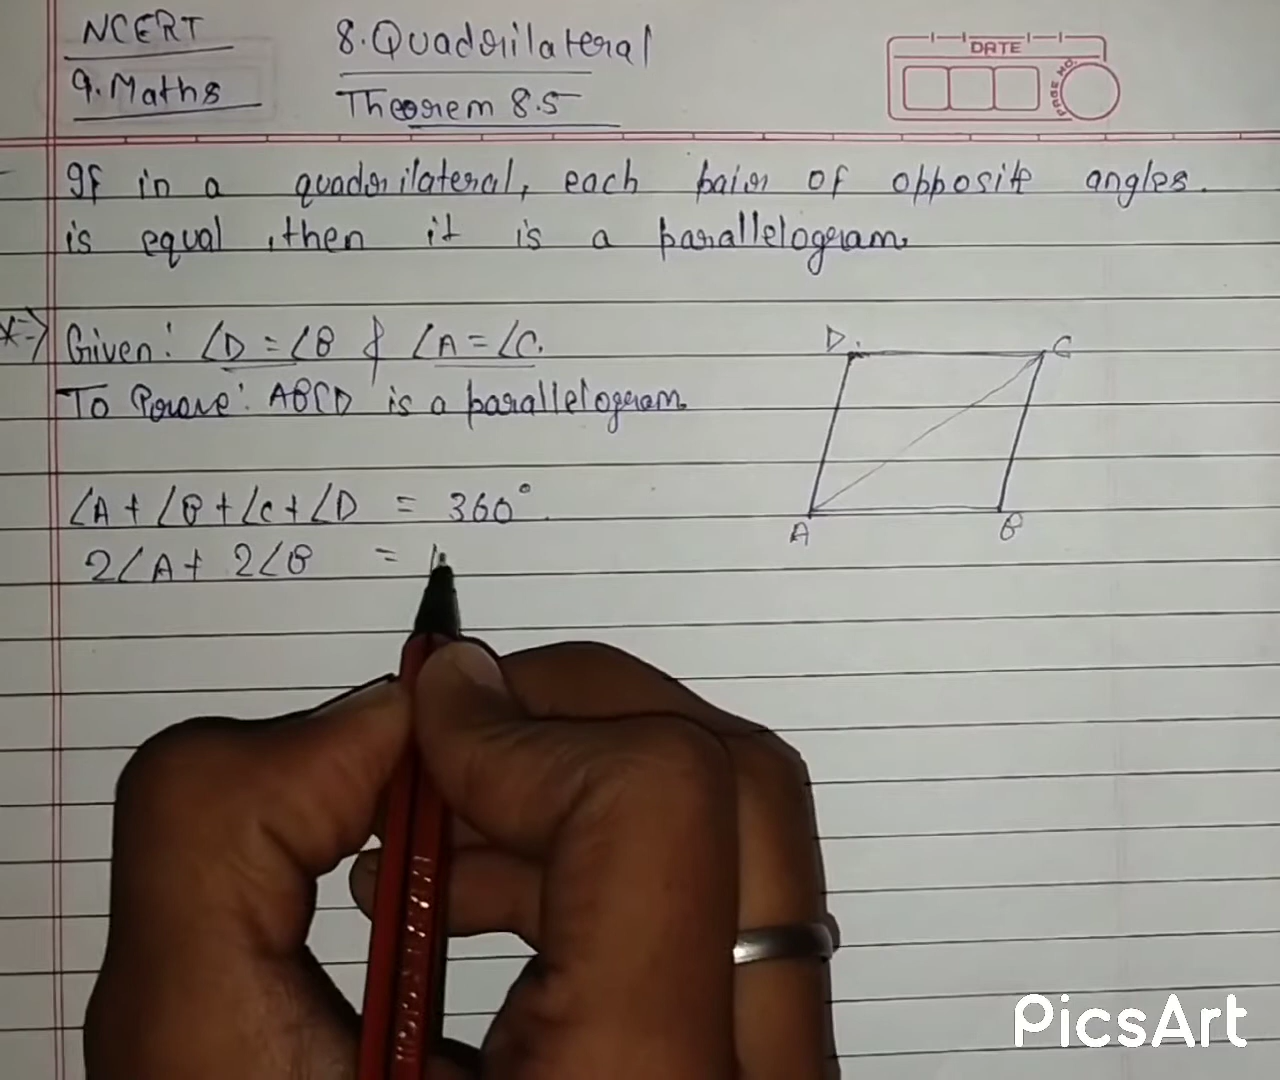 NCERT
9. Maths
8. Quadrilateral
Theorem 8.5
DATE
PAGE NO.
If in a quadrilateral, each pair of opposite angles.
is equal, then it is a parallelogram.
*⇒ Given: ∠D = ∠B & ∠A = ∠C.
To Prove: ABCD is a parallelogram.
∠A + ∠B + ∠C + ∠D = 360°.
2∠A + 2∠B =
D
C
A
B
PicsArt